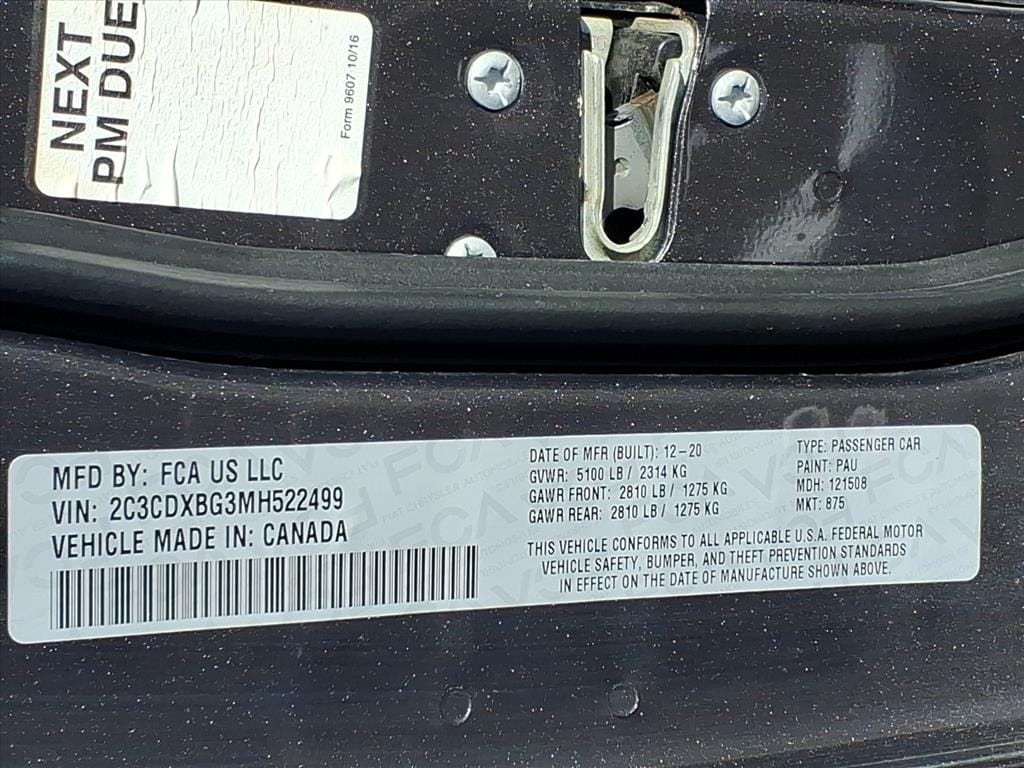 NEXT
PM DUE
Form 9607 10/16
MFD BY: FCA US LLC
VIN: 2C3CDXBG3MH522499
VEHICLE MADE IN: CANADA
DATE OF MFR (BUILT): 12-20
GVWR: 5100 LB / 2314 KG
GAWR FRONT: 2810 LB / 1275 KG
GAWR REAR: 2810 LB / 1275 KG
TYPE: PASSENGER CAR
PAINT: PAU
MDH: 121508
MKT: 875
THIS VEHICLE CONFORMS TO ALL APPLICABLE U.S.A. FEDERAL MOTOR
VEHICLE SAFETY, BUMPER, AND THEFT PREVENTION STANDARDS
IN EFFECT ON THE DATE OF MANUFACTURE SHOWN ABOVE.